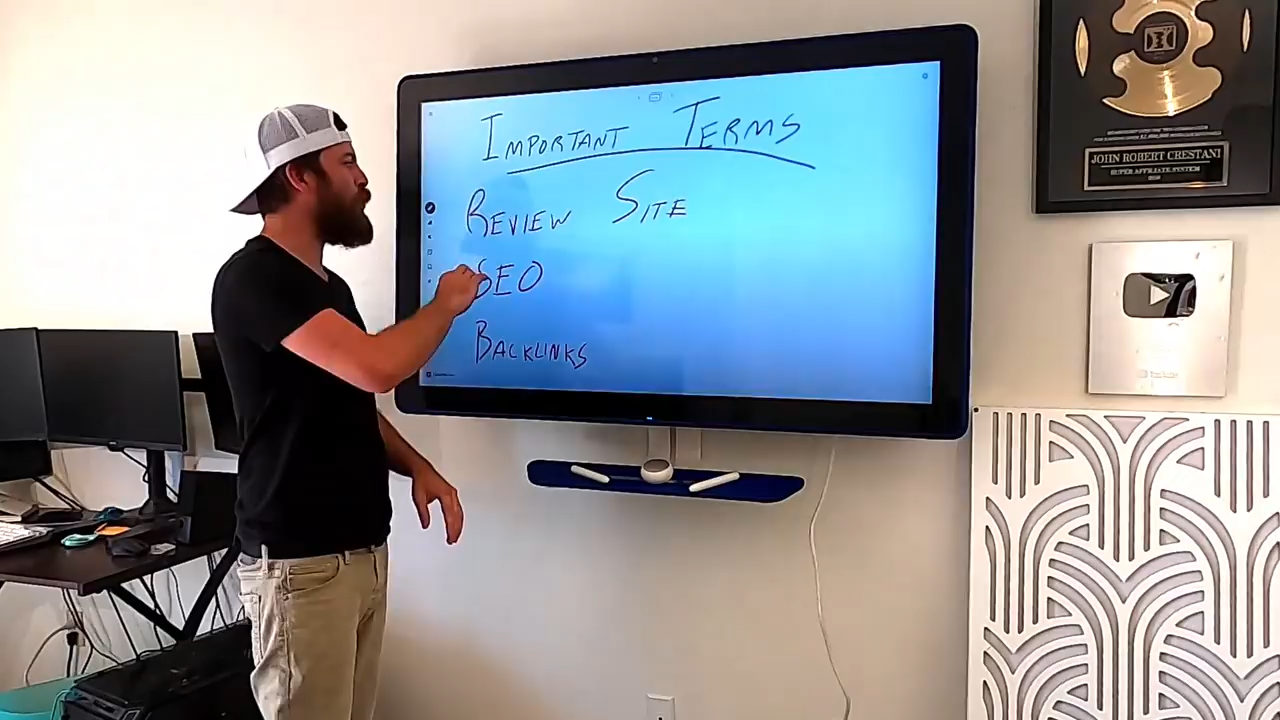 IMPORTANT TERMS
REVIEW SITE
SEO
BACKLINKS
JOHN ROBERT CRESTANI
SUPER AFFILIATE SYSTEM